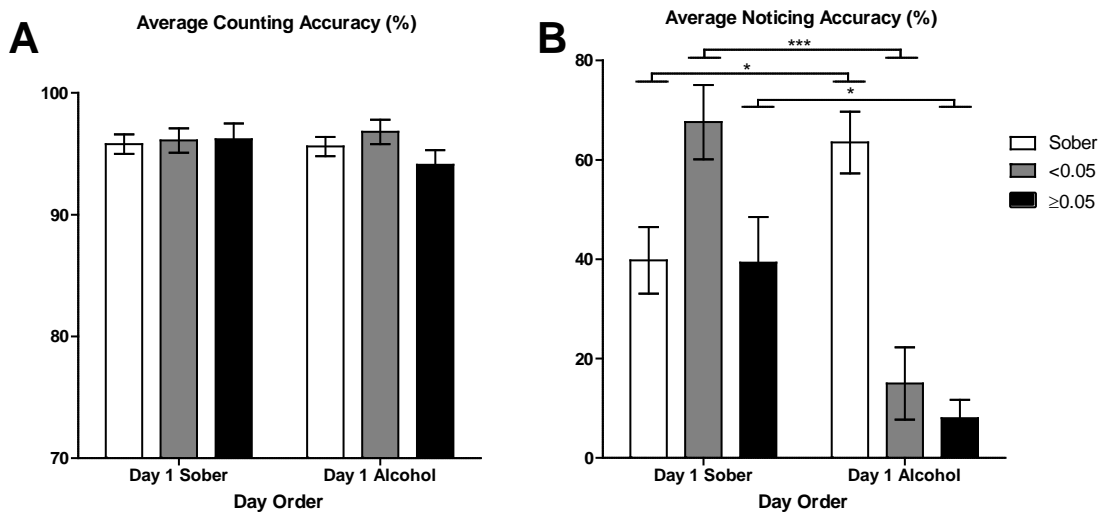 A
Average Counting Accuracy (%)
100
90
80
70
Day 1 Sober
Day 1 Alcohol
Day Order
B
Average Noticing Accuracy (%)
***
*
*
80
60
40
20
0
Day 1 Sober
Day 1 Alcohol
Day Order
Sober
<0.05
≥0.05